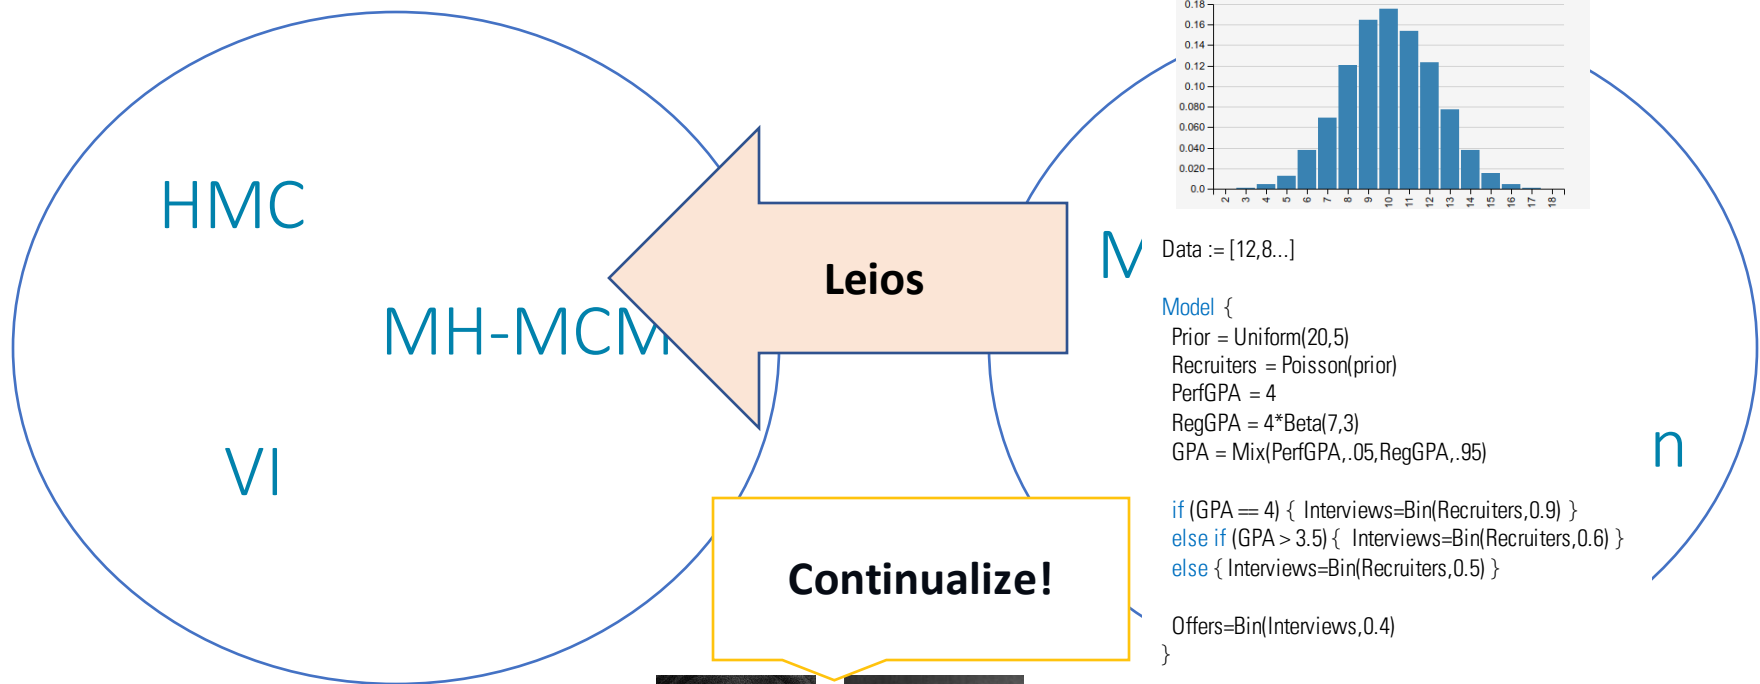 0.18
0.16
0.14
0.12
0.10
0.080
0.060
0.040
0.020
0.0
2 3 4 5 6 7 8 9 10 11 12 13 14 15 16 17 18
HMC
MH-MCM
VI
Leios
Continualize!
M
n
Data := [12,8...]
Model {
Prior = Uniform(20,5)
Recruiters = Poisson(prior)
PerfGPA = 4
RegGPA = 4*Beta(7,3)
GPA = Mix(PerfGPA,.05,RegGPA,.95)
if (GPA == 4) { Interviews=Bin(Recruiters,0.9) }
else if (GPA > 3.5) { Interviews=Bin(Recruiters,0.6) }
else { Interviews=Bin(Recruiters,0.5) }
Offers=Bin(Interviews,0.4)
}